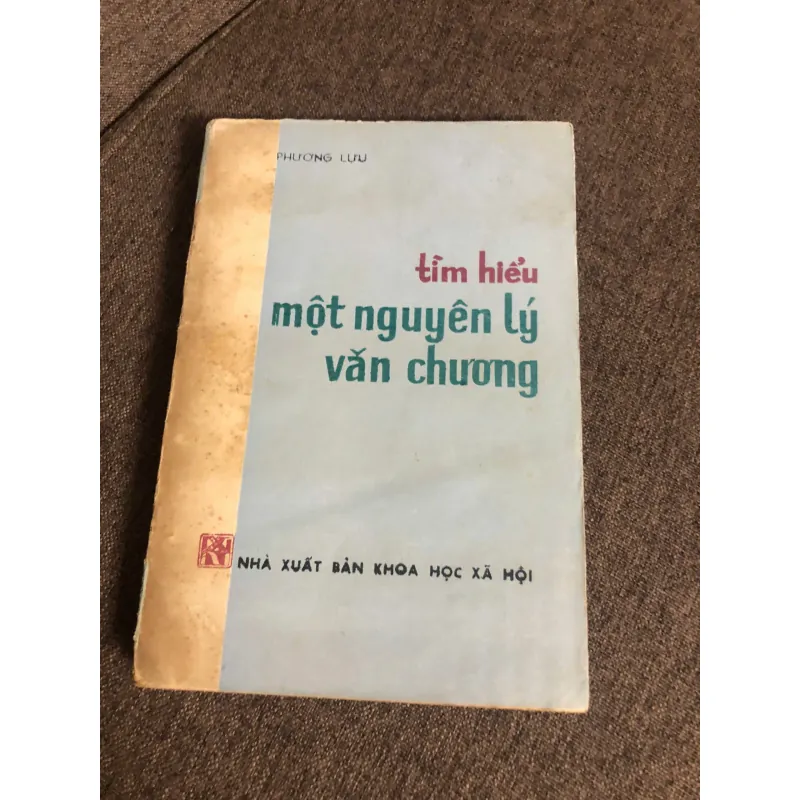 PHƯƠNG LỰU
tìm hiểu
một nguyên lý
văn chương
NHÀ XUẤT BẢN KHOA HỌC XÃ HỘI